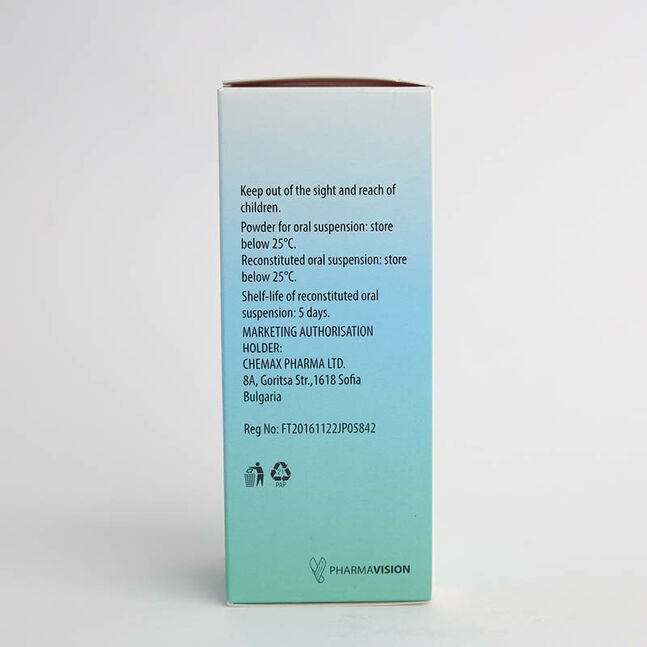 Keep out of the sight and reach of
children.
Powder for oral suspension: store
below 25°C.
Reconstituted oral suspension: store
below 25°C.
Shelf-life of reconstituted oral
suspension: 5 days.
MARKETING AUTHORISATION
HOLDER:
CHEMAX PHARMA LTD.
8A, Goritsa Str.,1618 Sofia
Bulgaria
Reg No: FT20161122JP05842
21
PAP
PHARMAVISION